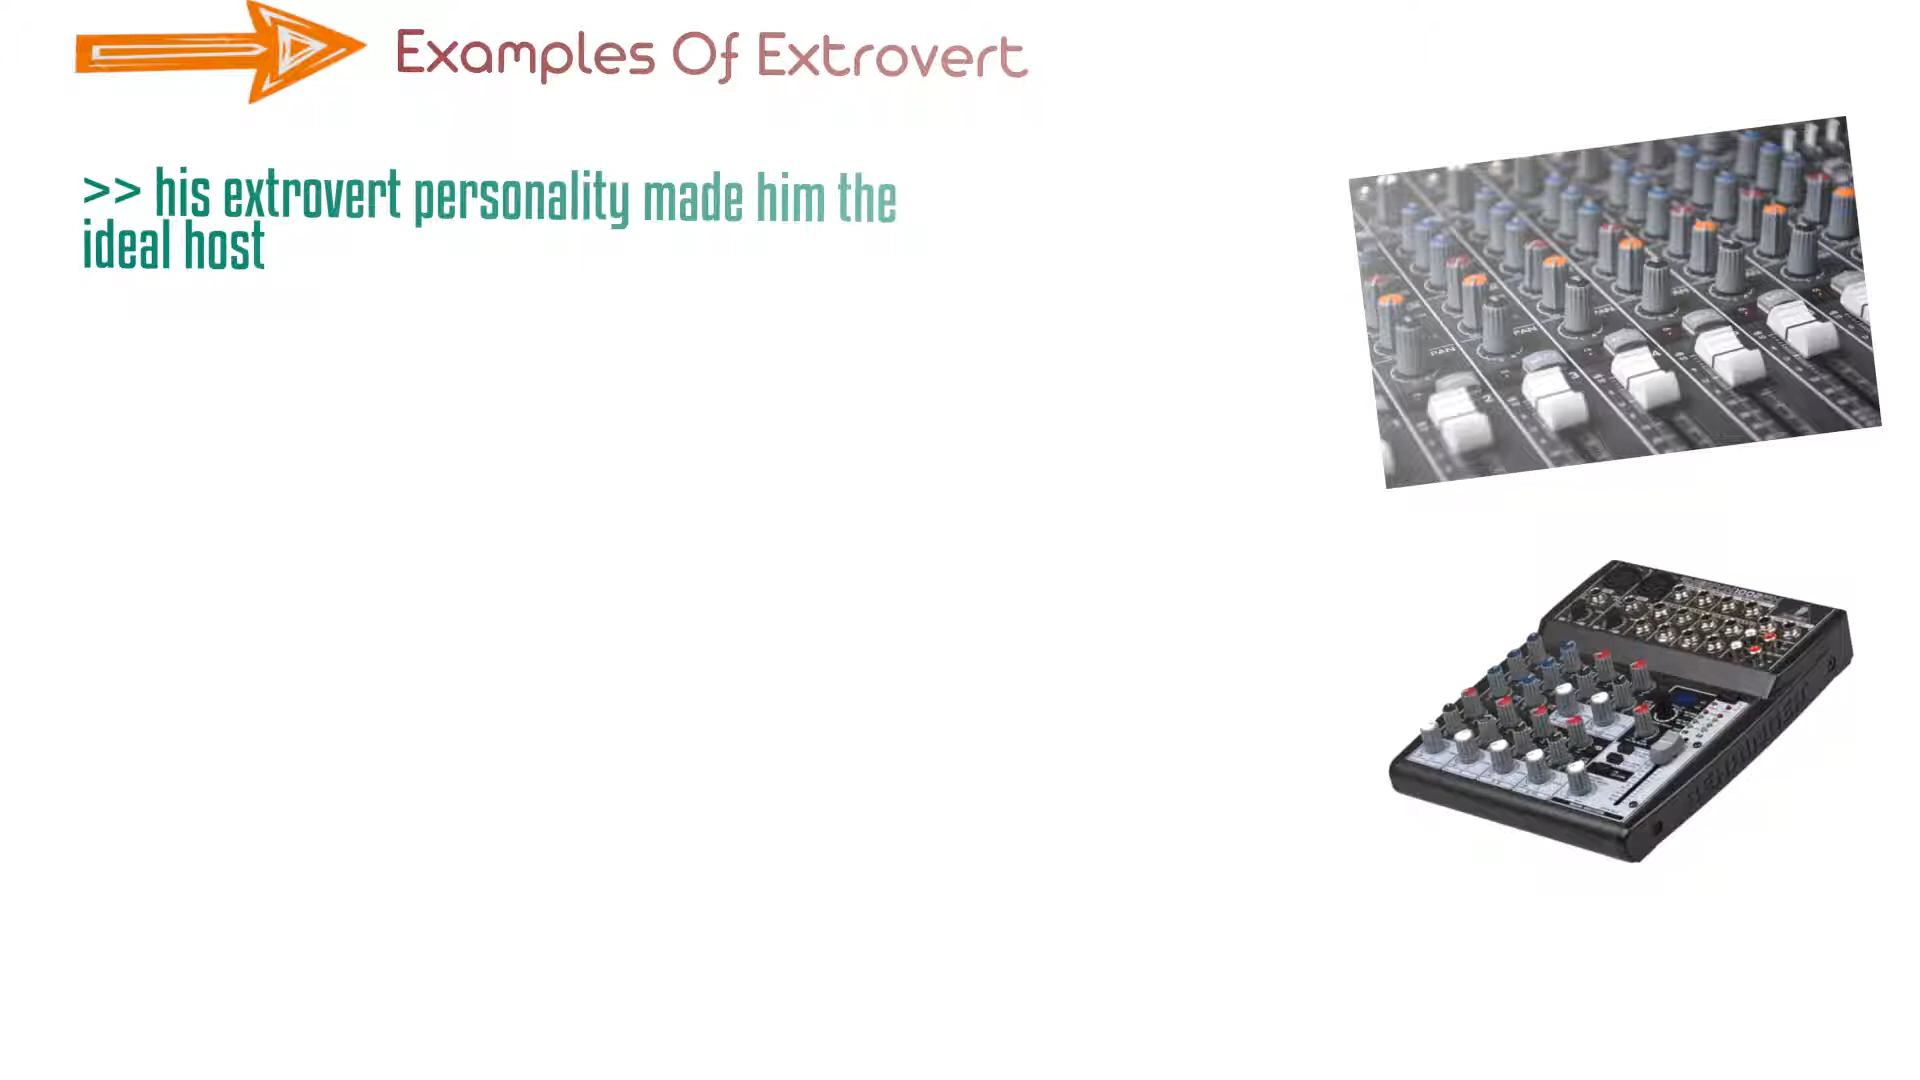 Examples Of Extrovert
>> his extrovert personality made him the
ideal host